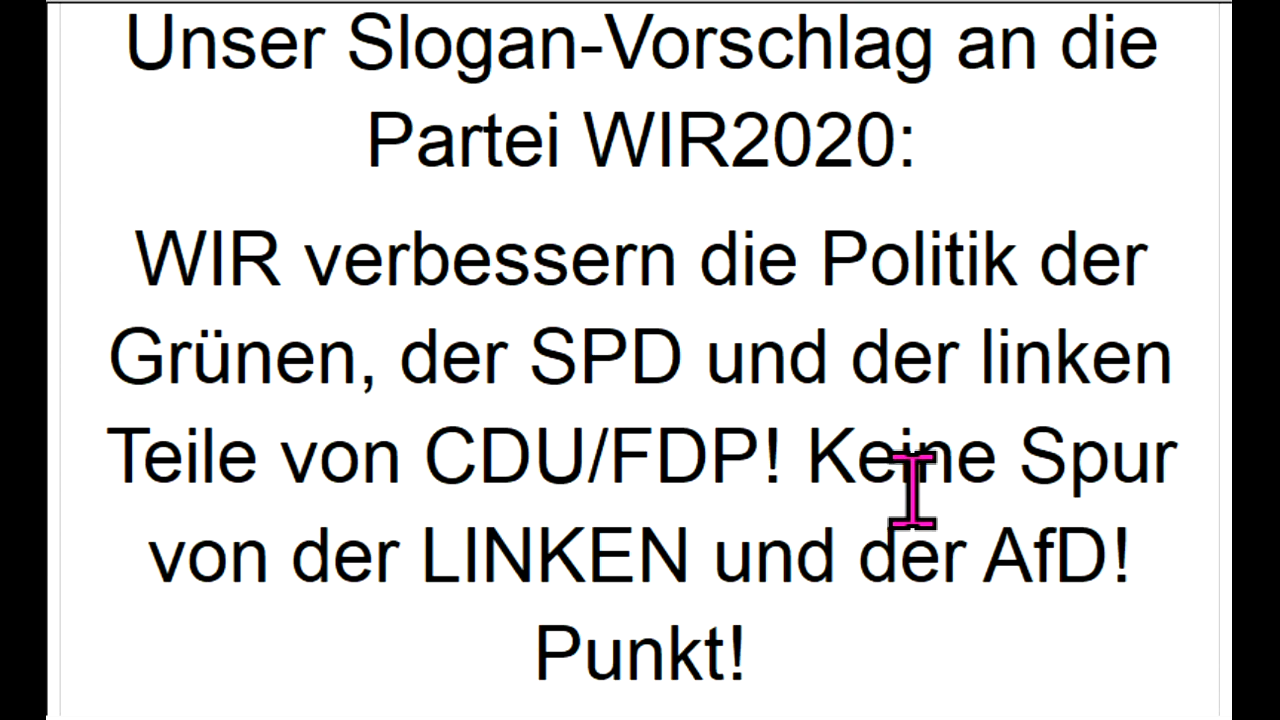 Unser Slogan-Vorschlag an die
Partei WIR2020:
WIR verbessern die Politik der
Grünen, der SPD und der linken
Teile von CDU/FDP! Keine Spur
von der LINKEN und der AfD!
Punkt!